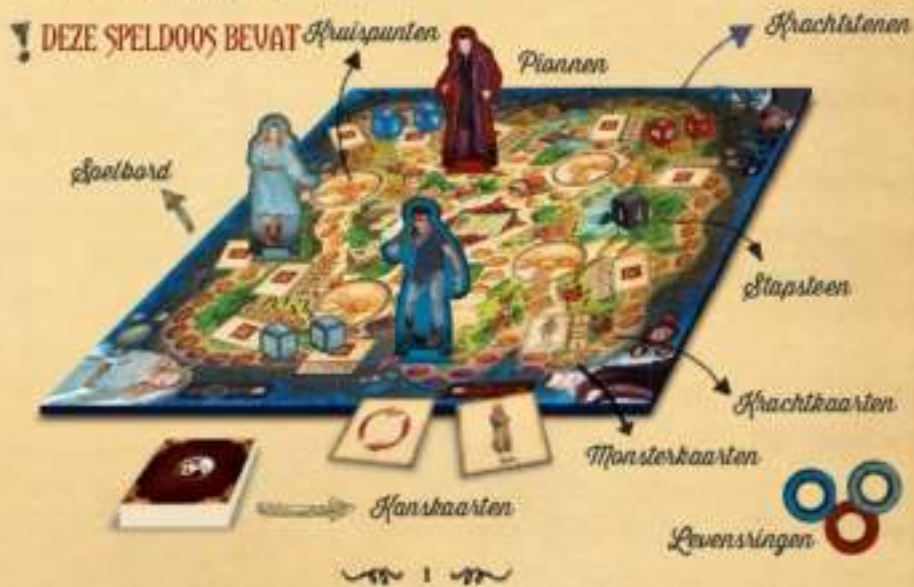 ! DEZE SPELDOOS BEVAT
Kruispunten
Krachtstenen
Pionnen
Spelbord
Stapsteen
Krachtkaarten
Monsterkaarten
Kanskaarten
Levensringen
1